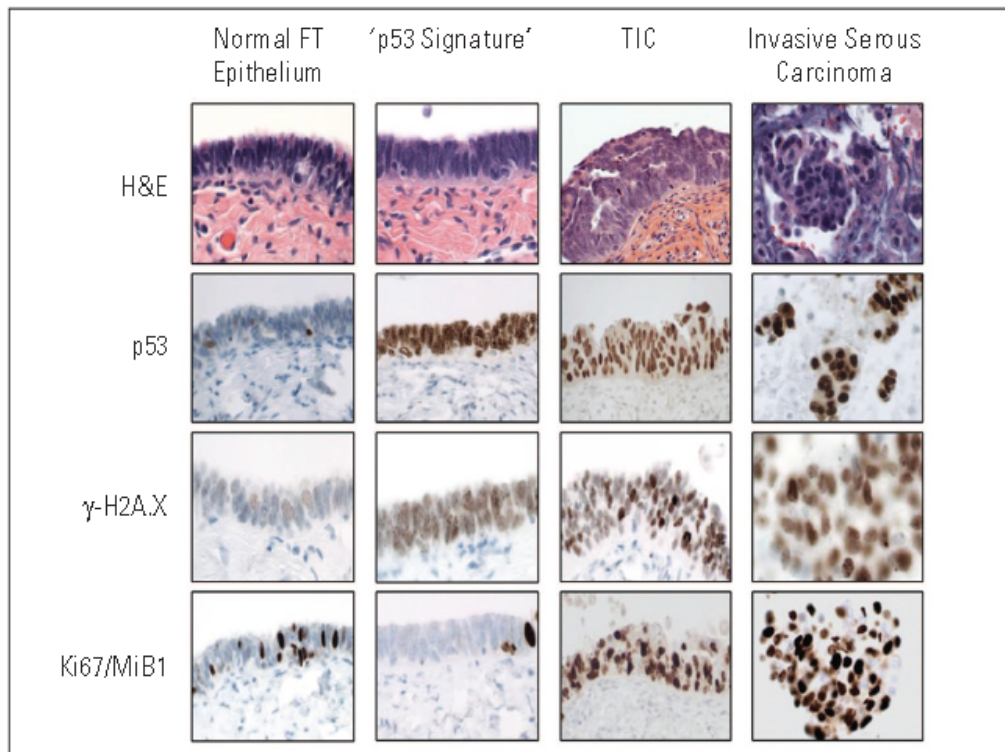 Normal FT
Epithelium
'p53 Signature'
TIC
Invasive Serous
Carcinoma
H&E
p53
γ-H2A.X
Ki67/MiB1